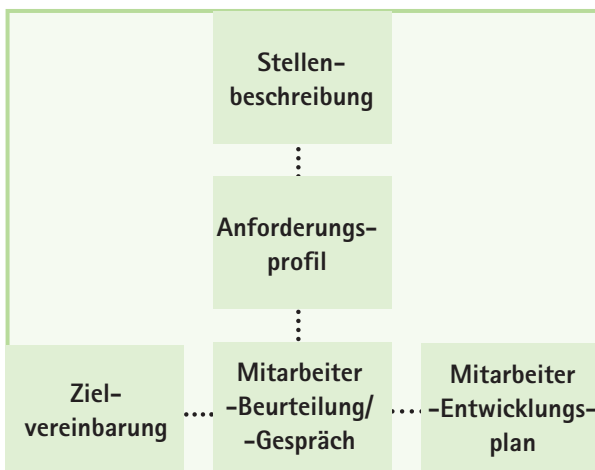 Stellen-
beschreibung
Anforderungs-
profil
Ziel-
vereinbarung
Mitarbeiter
-Beurteilung/
-Gespräch
Mitarbeiter
-Entwicklungs-
plan